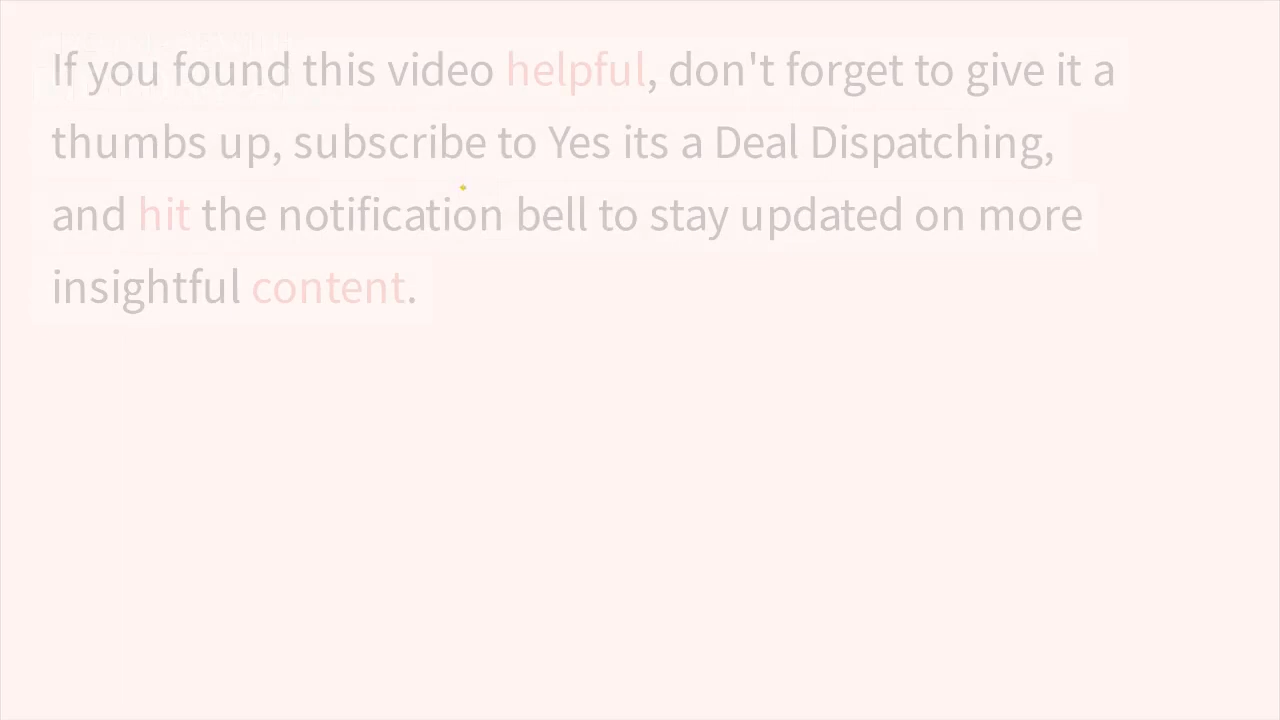 If you found this video helpful, don't forget to give it a
thumbs up, subscribe to Yes its a Deal Dispatching,
and hit the notification bell to stay updated on more
insightful content.